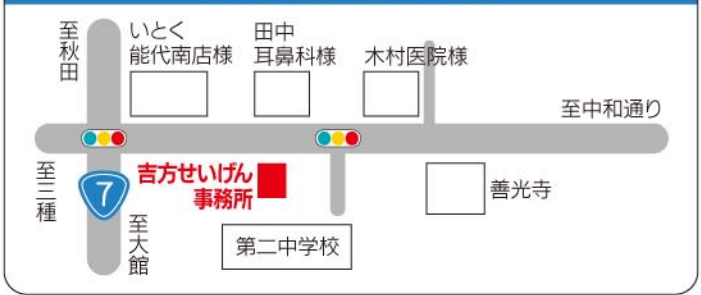 至秋田
いとく
能代南店様
田中
耳鼻科様
木村医院様
至中和通り
至三種
7
吉方せいげん
事務所
善光寺
至大館
第二中学校